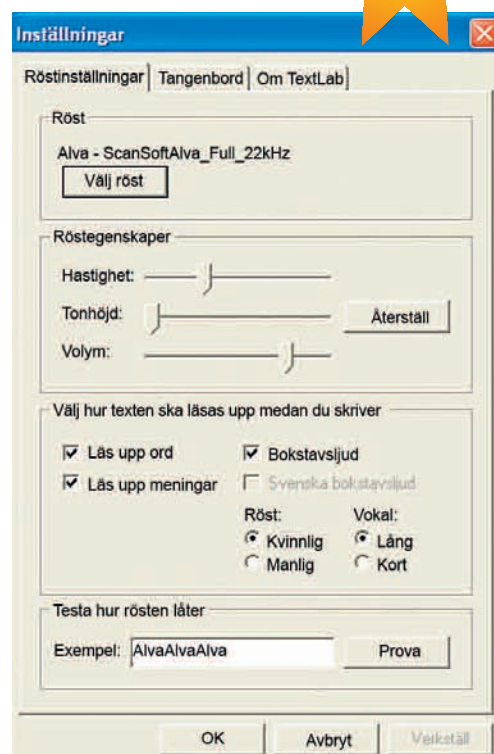 Inställningar
Röstinställningar Tangenbord Om TextLab
Röst
Alva - ScanSoftAlva_Full_22kHz
Välj röst
Röstegenskaper
Hastighet:
Tonhöjd:
Återställ
Volym:
Välj hur texten ska läsas upp medan du skriver
Läs upp ord Bokstavsljud
Läs upp meningar Svenska bokstavsljud
Röst: Vokal:
Kvinnlig Lång
Manlig Kort
Testa hur rösten låter
Exempel: AlvaAlvaAlva Prova
OK Avbryt Verkställ